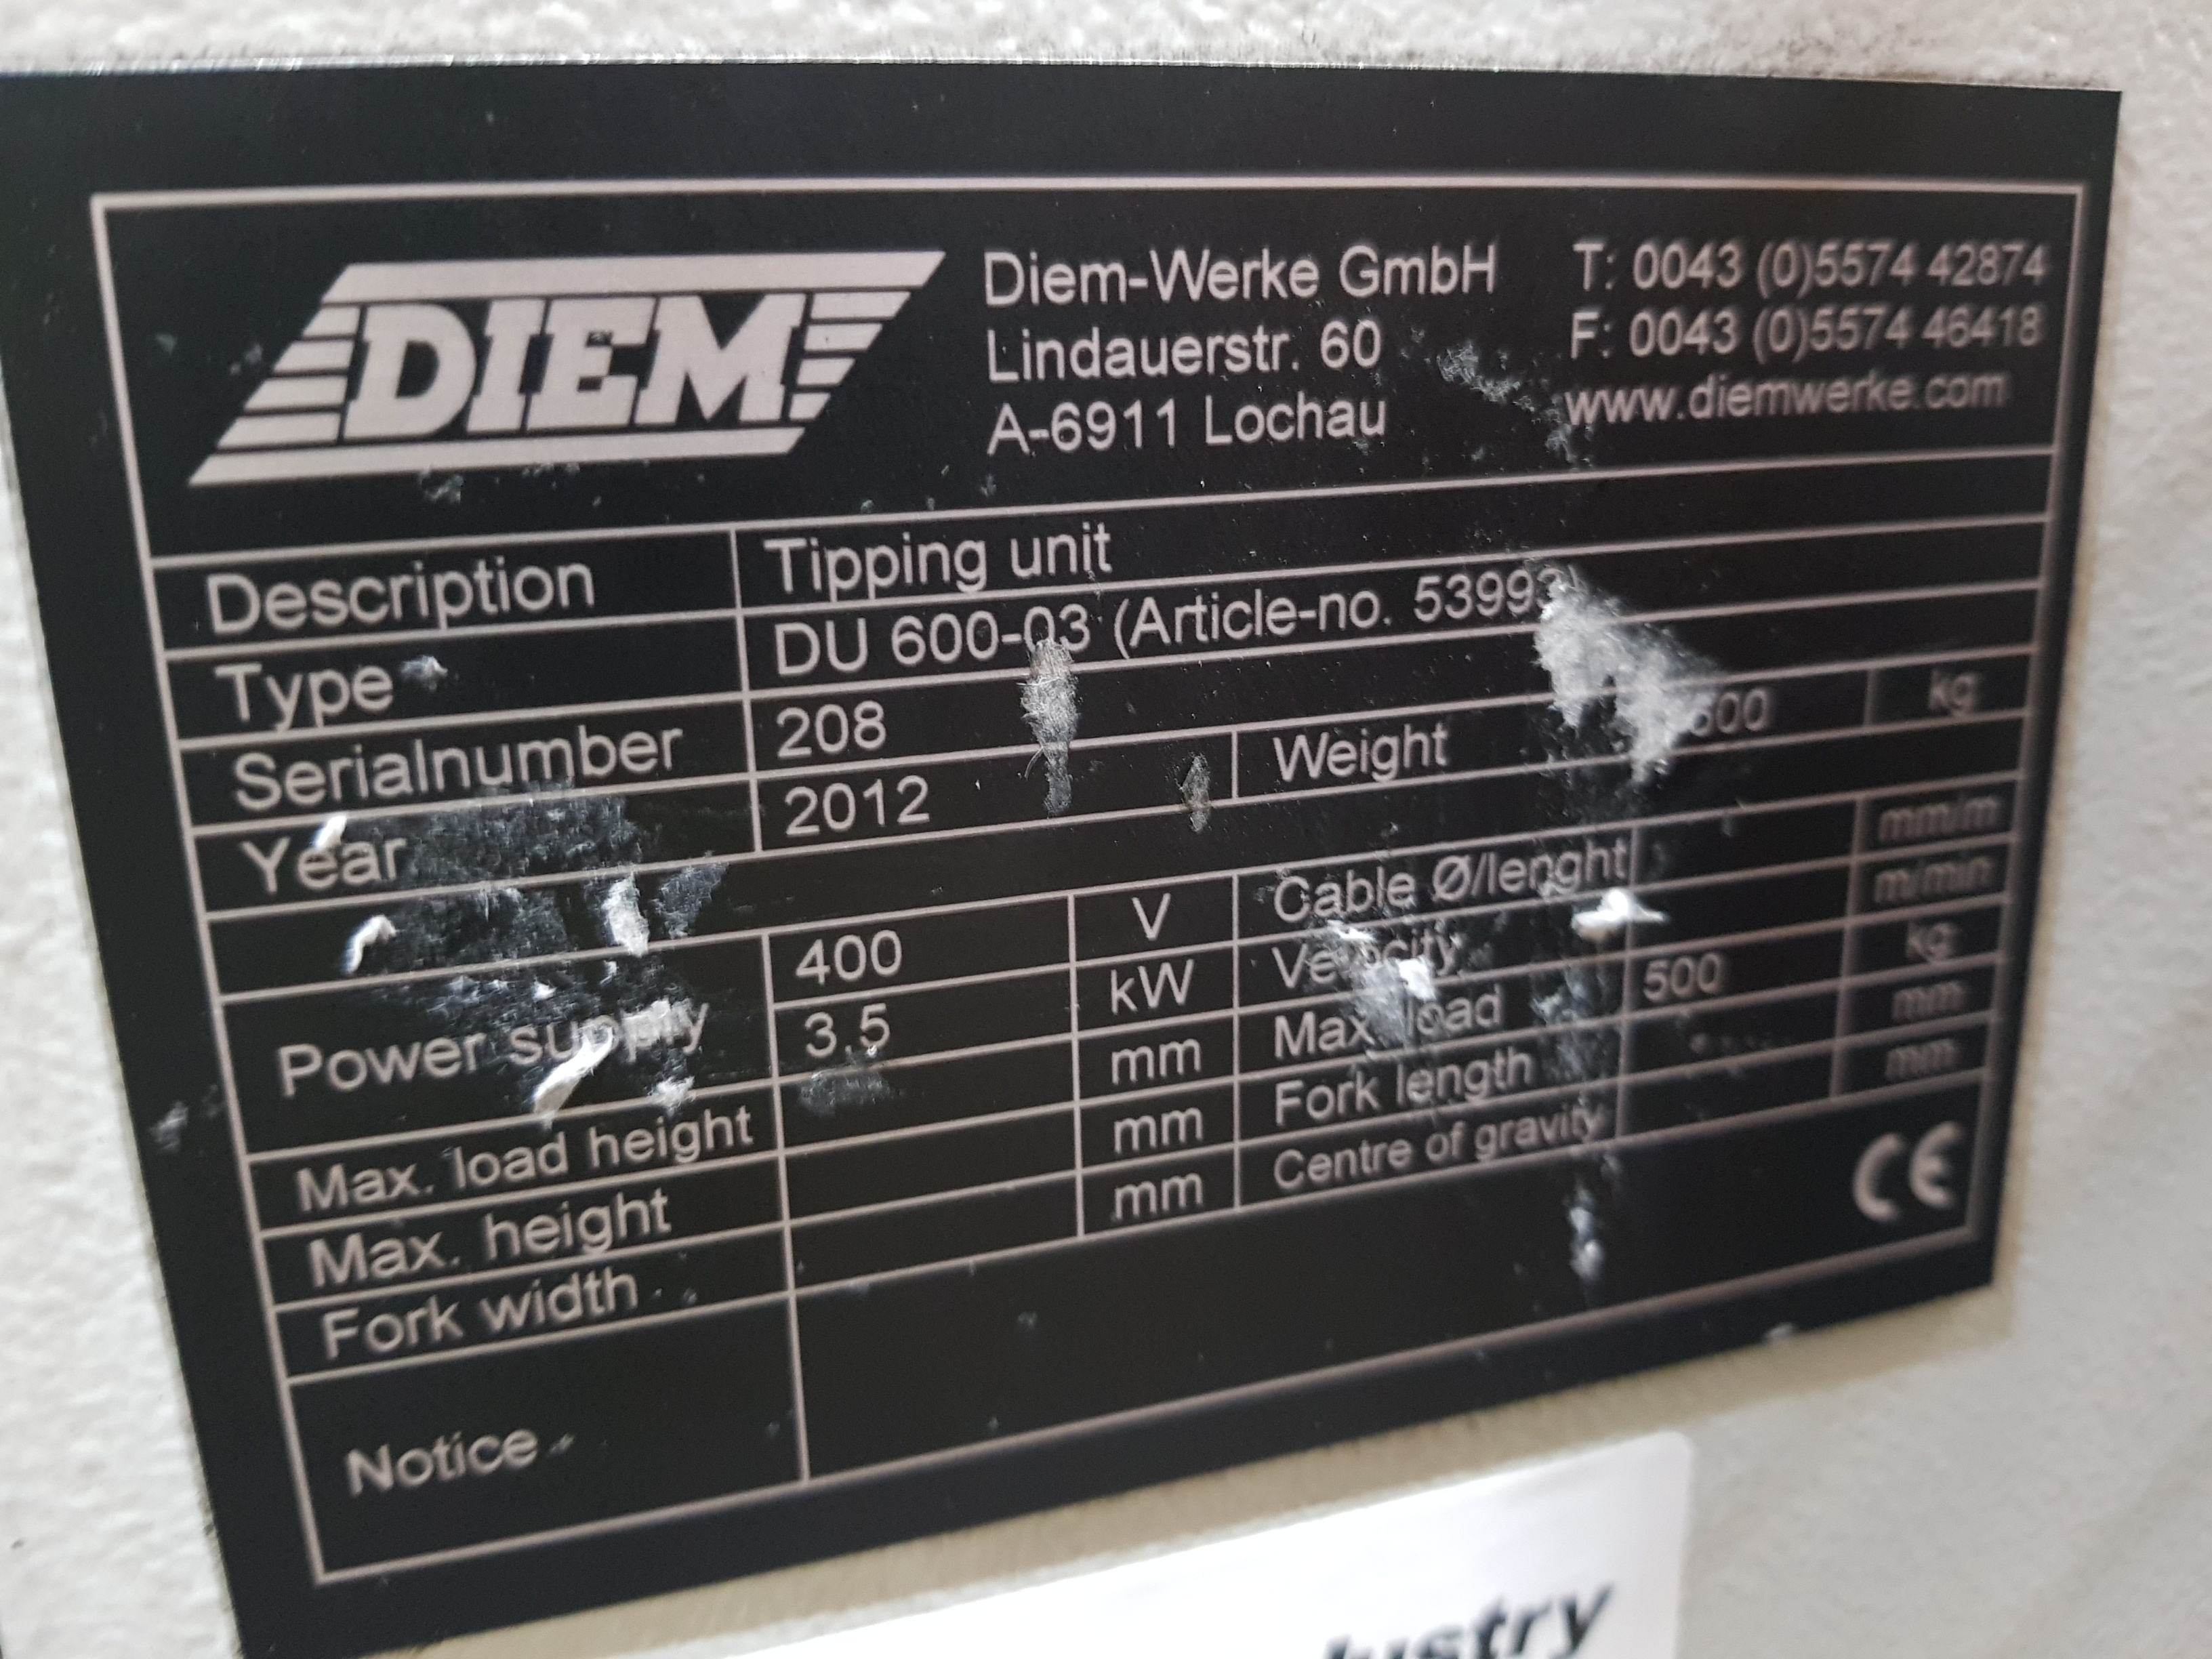 DIEM
Diem-Werke GmbH
Lindauerstr. 60
A-6911 Lochau
T: 0043 (0)5574 42874
F: 0043 (0)5574 46418
www.diemwerke.com
Description Tipping unit
Type DU 600-03 (Article-no. 53993)
Serialnumber 208
Year 2012 Weight kg
Power supply 400 V Cable Ø/lenght mm/m
3.5 kW Velocity m/min
Max. load height mm Max. load 500 kg
Max. height mm Fork length mm
Fork width mm Centre of gravity mm
Notice
CE